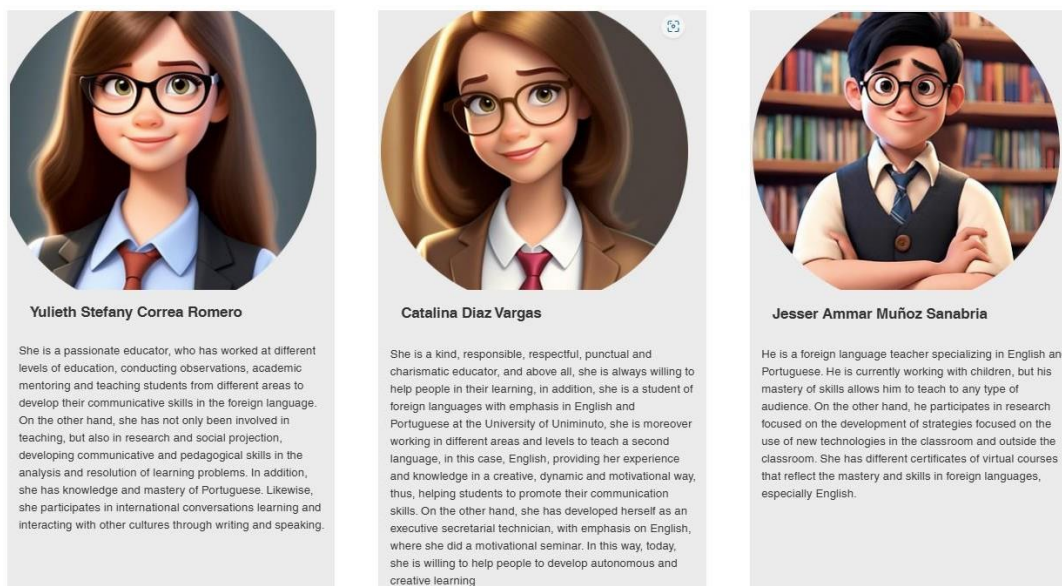 Yulieth Stefany Correa Romero
She is a passionate educator, who has worked at different
levels of education, conducting observations, academic
mentoring and teaching students from different areas to
develop their communicative skills in the foreign language.
On the other hand, she has not only been involved in
teaching, but also in research and social projection,
developing communicative and pedagogical skills in the
analysis and resolution of learning problems. In addition,
she has knowledge and mastery of Portuguese. Likewise,
she participates in international conversations learning and
interacting with other cultures through writing and speaking.
Catalina Diaz Vargas
She is a kind, responsible, respectful, punctual and
charismatic educator, and above all, she is always willing to
help people in their learning, in addition, she is a student of
foreign languages with emphasis in English and
Portuguese at the University of Uniminuto, she is moreover
working in different areas and levels to teach a second
language, in this case, English, providing her experience
and knowledge in a creative, dynamic and motivational way,
thus, helping students to promote their communication
skills. On the other hand, she has developed herself as an
executive secretarial technician, with emphasis on English,
where she did a motivational seminar. In this way, today,
she is willing to help people to develop autonomous and
creative learning
Jesser Ammar Muñoz Sanabria
He is a foreign language teacher specializing in English an
Portuguese. He is currently working with children, but his
mastery of skills allows him to teach to any type of
audience. On the other hand, he participates in research
focused on the development of strategies focused on the
use of new technologies in the classroom and outside the
classroom. She has different certificates of virtual courses
that reflect the mastery and skills in foreign languages,
especially English.